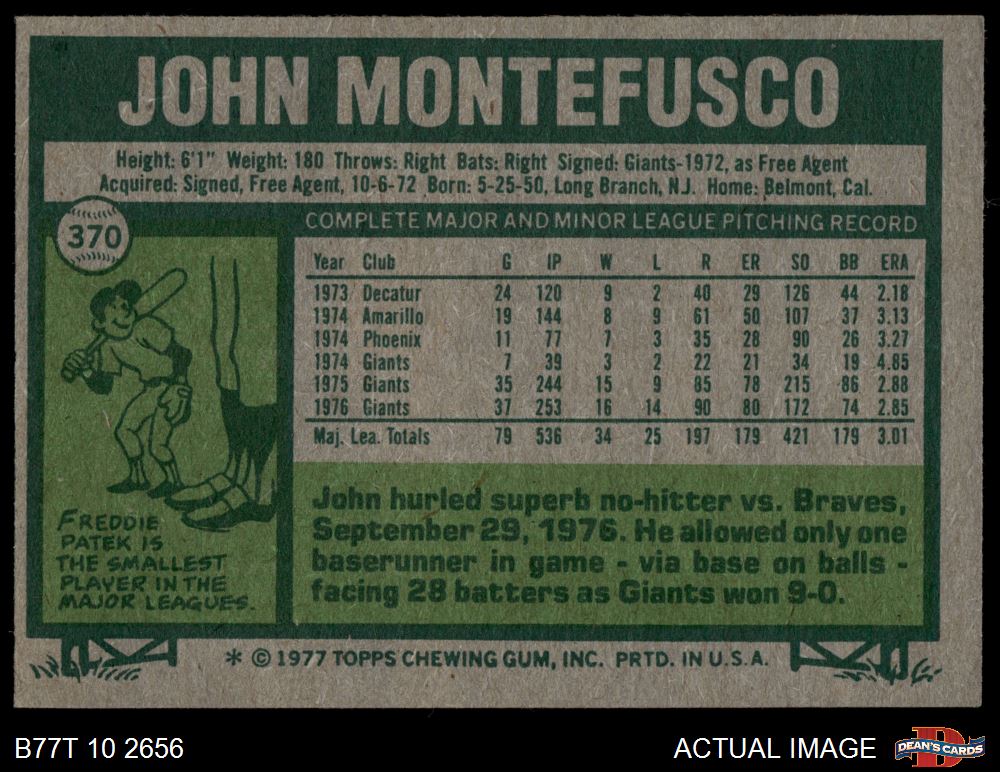 JOHN MONTEFUSCO
Height: 6'1" Weight: 180 Throws: Right Bats: Right Signed: Giants-1972, as Free Agent
Acquired: Signed, Free Agent, 10-6-72 Born: 5-25-50, Long Branch, N.J. Home: Belmont, Cal.
370
COMPLETE MAJOR AND MINOR LEAGUE PITCHING RECORD
Year Club G IP W L R ER SO BB ERA
1973 Decatur 24 120 9 2 40 29 126 44 2.18
1974 Amarillo 19 144 8 9 61 50 107 37 3.13
1974 Phoenix 11 77 7 3 35 28 90 26 3.27
1974 Giants 7 39 3 2 22 21 34 19 4.85
1975 Giants 35 244 15 9 85 78 215 86 2.88
1976 Giants 37 253 16 14 90 80 172 74 2.85
Maj. Lea. Totals 79 536 34 25 197 179 421 179 3.01
FREDDIE
PATEK IS
THE SMALLEST
PLAYER IN THE
MAJOR LEAGUES.
John hurled superb no-hitter vs. Braves,
September 29, 1976. He allowed only one
baserunner in game - via base on balls -
facing 28 batters as Giants won 9-0.
* © 1977 TOPPS CHEWING GUM, INC. PRTD. IN U.S.A.
B77T 10 2656
ACTUAL IMAGE
D
DEAN'S CARDS